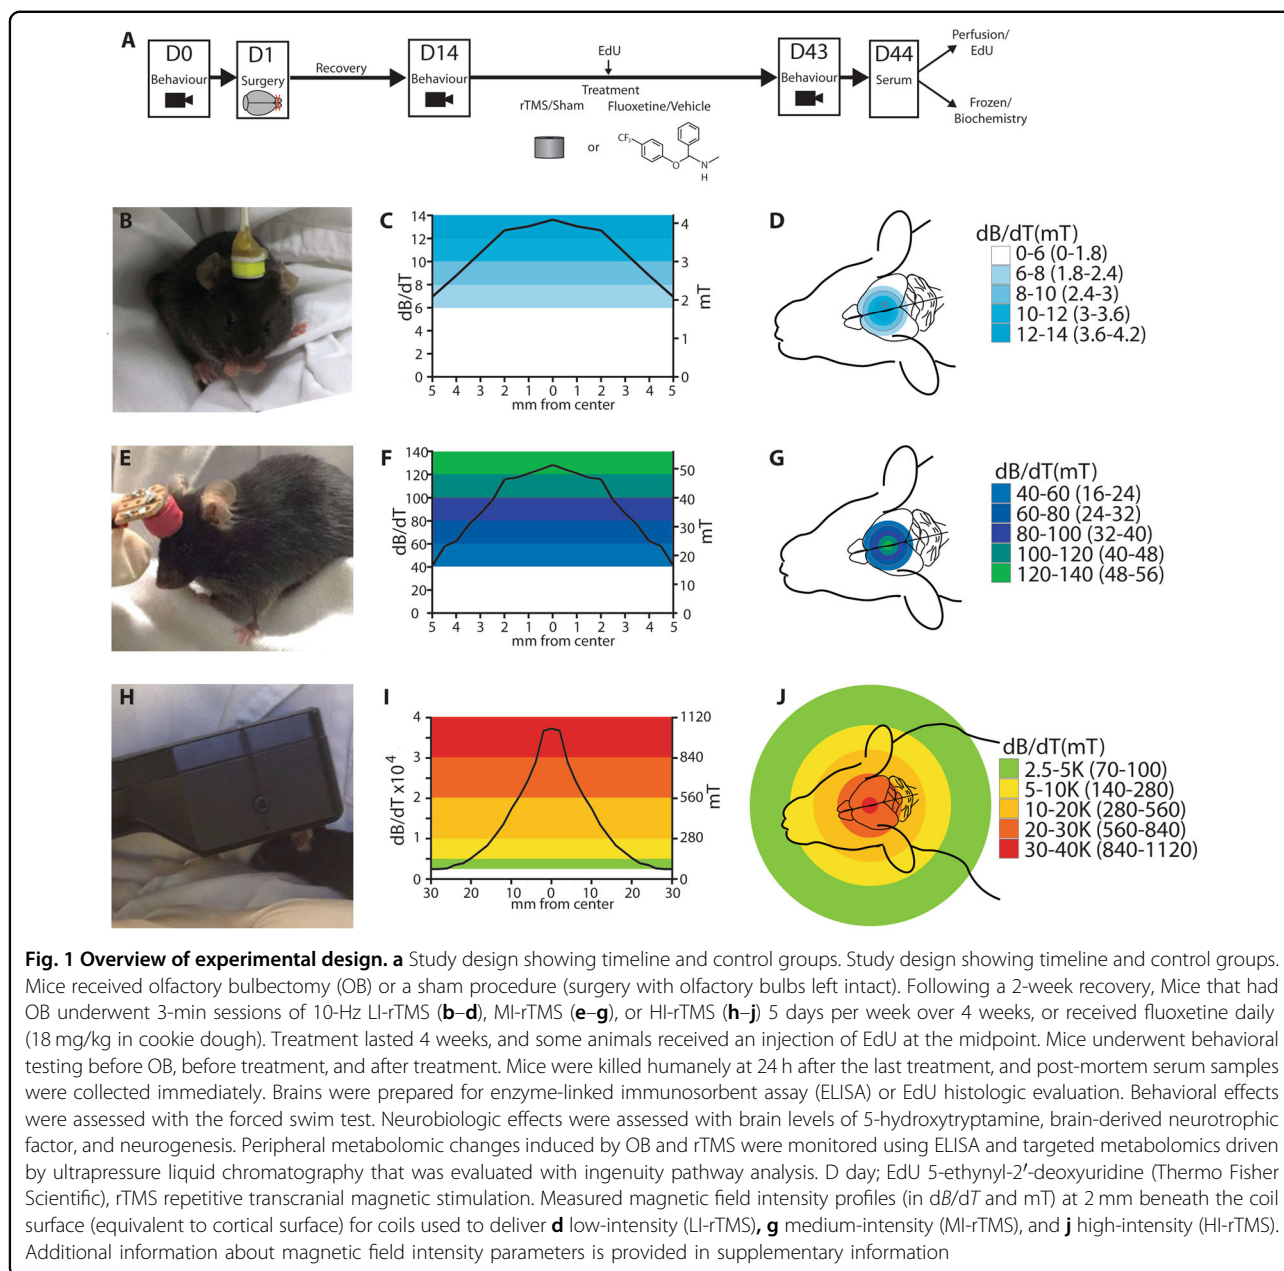 A
D0
Behaviour
D1
Surgery
Recovery
D14
Behaviour
EdU
Treatment
rTMS/Sham Fluoxetine/Vehicle
or
CF3
O
N
H
D43
Behaviour
D44
Serum
Perfusion/
EdU
Frozen/
Biochemistry
B
C
14
12
10
8
6
4
2
0
dB/dT
4
3
2
1
0
mT
5 4 3 2 1 0 1 2 3 4 5
mm from center
D
dB/dT(mT)
0-6 (0-1.8)
6-8 (1.8-2.4)
8-10 (2.4-3)
10-12 (3-3.6)
12-14 (3.6-4.2)
E
F
140
120
100
80
60
40
20
0
dB/dT
50
40
30
20
10
0
mT
5 4 3 2 1 0 1 2 3 4 5
mm from center
G
dB/dT(mT)
40-60 (16-24)
60-80 (24-32)
80-100 (32-40)
100-120 (40-48)
120-140 (48-56)
H
I
4
3
2
1
0
dB/dT x10⁴
1120
840
560
280
0
mT
30 20 10 0 10 20 30
mm from center
J
dB/dT(mT)
2.5-5K (70-100)
5-10K (140-280)
10-20K (280-560)
20-30K (560-840)
30-40K (840-1120)
Fig. 1 Overview of experimental design. a Study design showing timeline and control groups. Study design showing timeline and control groups.
Mice received olfactory bulbectomy (OB) or a sham procedure (surgery with olfactory bulbs left intact). Following a 2-week recovery, Mice that had
OB underwent 3-min sessions of 10-Hz LI-rTMS (b–d), MI-rTMS (e–g), or HI-rTMS (h–j) 5 days per week over 4 weeks, or received fluoxetine daily
(18 mg/kg in cookie dough). Treatment lasted 4 weeks, and some animals received an injection of EdU at the midpoint. Mice underwent behavioral
testing before OB, before treatment, and after treatment. Mice were killed humanely at 24 h after the last treatment, and post-mortem serum samples
were collected immediately. Brains were prepared for enzyme-linked immunosorbent assay (ELISA) or EdU histologic evaluation. Behavioral effects
were assessed with the forced swim test. Neurobiologic effects were assessed with brain levels of 5-hydroxytryptamine, brain-derived neurotrophic
factor, and neurogenesis. Peripheral metabolomic changes induced by OB and rTMS were monitored using ELISA and targeted metabolomics driven
by ultrapressure liquid chromatography that was evaluated with ingenuity pathway analysis. D day; EdU 5-ethynyl-2′-deoxyuridine (Thermo Fisher
Scientific), rTMS repetitive transcranial magnetic stimulation. Measured magnetic field intensity profiles (in dB/dT and mT) at 2 mm beneath the coil
surface (equivalent to cortical surface) for coils used to deliver d low-intensity (LI-rTMS), g medium-intensity (MI-rTMS), and j high-intensity (HI-rTMS).
Additional information about magnetic field intensity parameters is provided in supplementary information